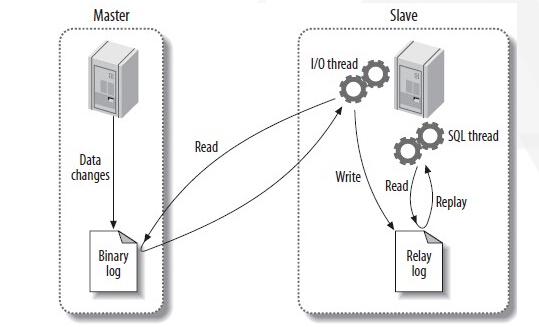 Master
Slave
I/O thread
SQL thread
Read
Data
changes
Write
Read
Replay
Binary
log
Relay
log